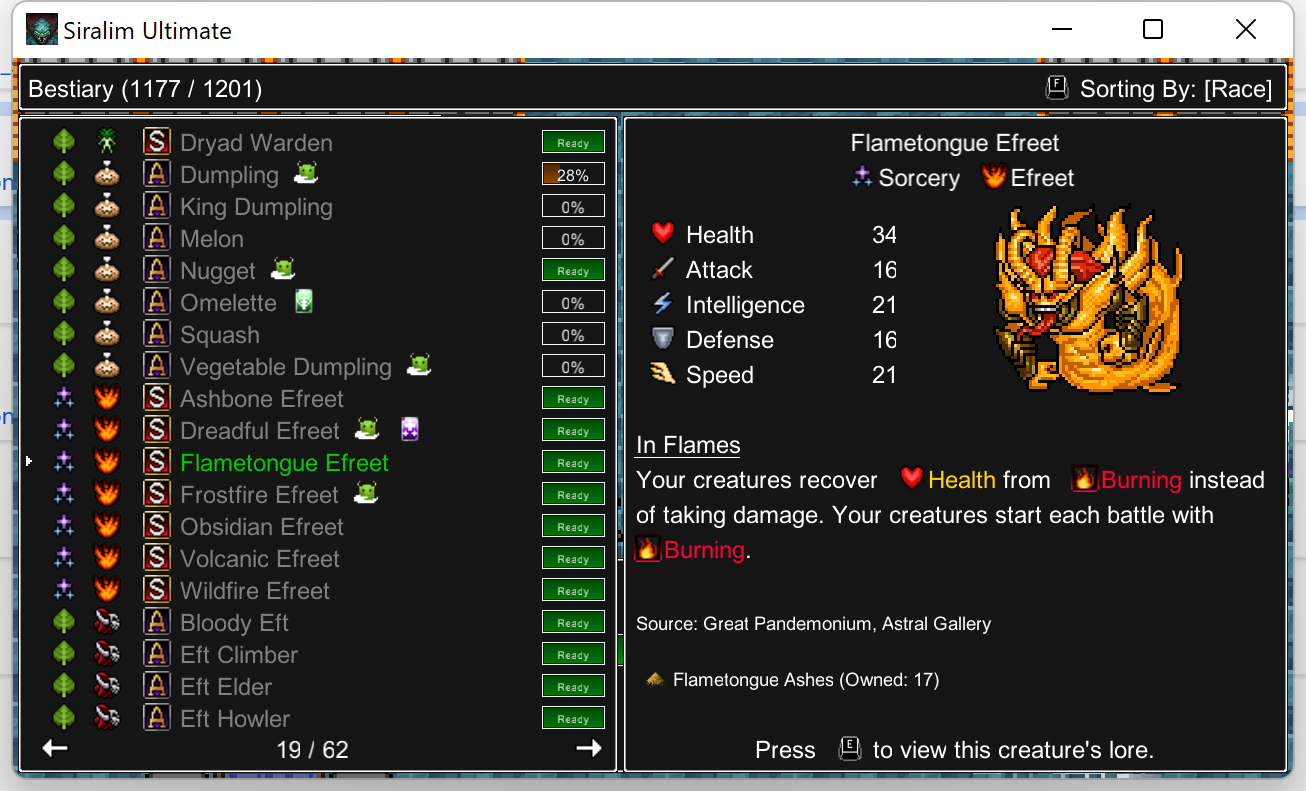 Siralim Ultimate
Bestiary (1177 / 1201)
F Sorting By: [Race]
S Dryad Warden Ready
A Dumpling 28%
A King Dumpling 0%
A Melon 0%
A Nugget Ready
A Omelette 0%
A Squash 0%
A Vegetable Dumpling 0%
S Ashbone Efreet Ready
S Dreadful Efreet Ready
S Flametongue Efreet Ready
S Frostfire Efreet Ready
S Obsidian Efreet Ready
S Volcanic Efreet Ready
S Wildfire Efreet Ready
A Bloody Eft Ready
A Eft Climber Ready
A Eft Elder Ready
A Eft Howler Ready
19 / 62
Flametongue Efreet
Sorcery Efreet
Health 34
Attack 16
Intelligence 21
Defense 16
Speed 21
In Flames
Your creatures recover Health from Burning instead
of taking damage. Your creatures start each battle with
Burning.
Source: Great Pandemonium, Astral Gallery
Flametongue Ashes (Owned: 17)
Press E to view this creature's lore.